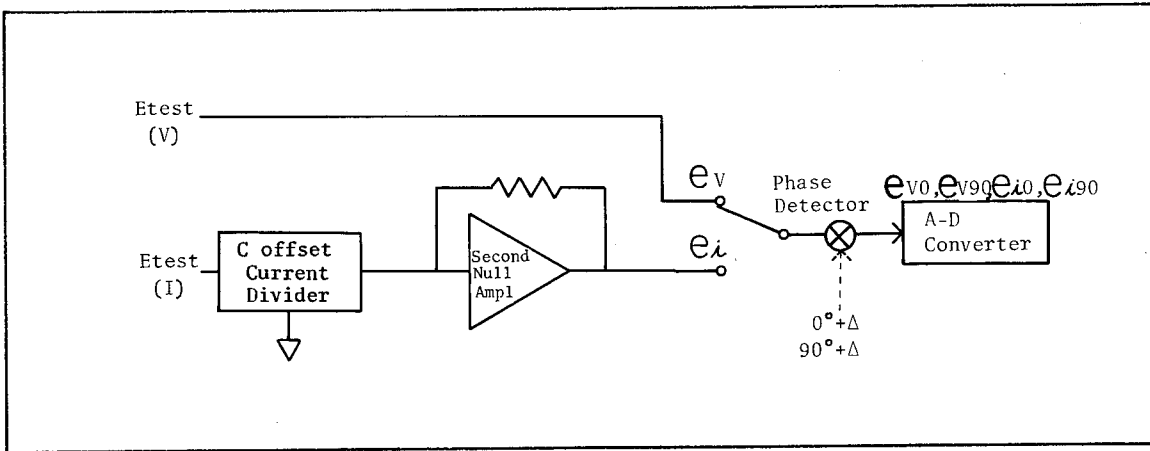 Etest
(V)
eV
Phase
Detector
eV0,eV90,ei0,ei90
A-D
Converter
Etest
(I)
C offset
Current
Divider
Second
Null
Ampl
ei
0°+Δ
90°+Δ